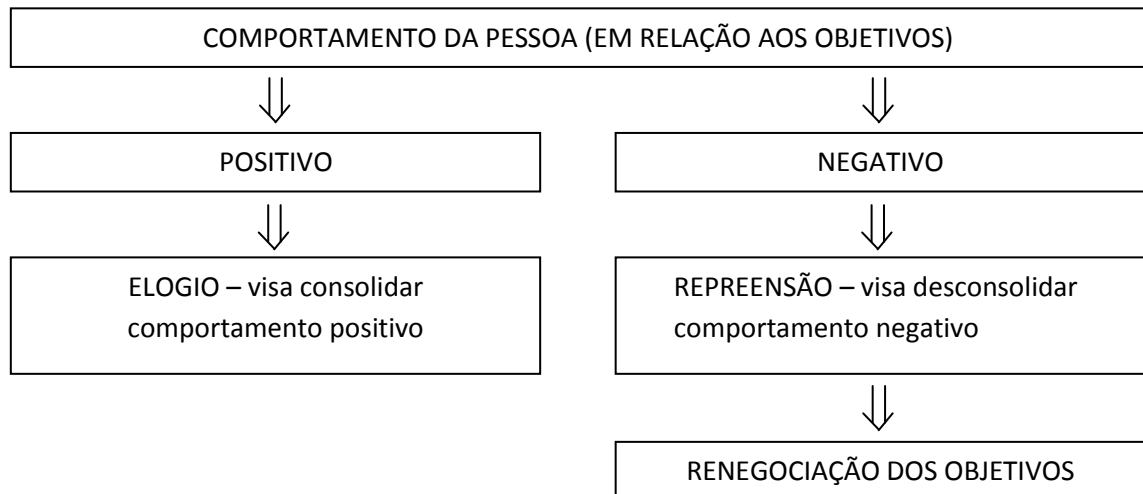 COMPORTAMENTO DA PESSOA (EM RELAÇÃO AOS OBJETIVOS)
POSITIVO
NEGATIVO
ELOGIO – visa consolidar
comportamento positivo
REPREENSÃO – visa desconsolidar
comportamento negativo
RENEGOCIAÇÃO DOS OBJETIVOS